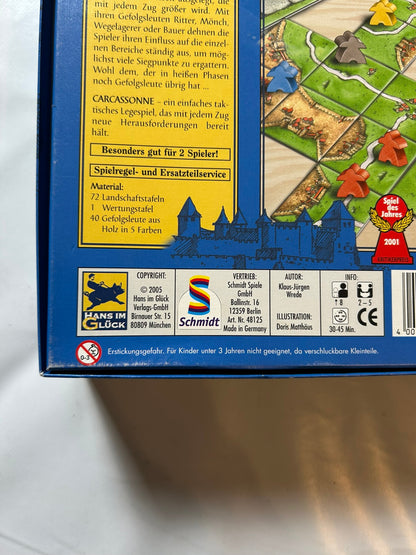 mit jedem Zug größer wird. Mit
ihren Gefolgsleuten Ritter, Mönch,
Wegelagerer oder Bauer dehnen die
Spieler ihren Einfluß auf die einzel-
nen Bereiche ständig aus, um mög-
lichst viele Siegpunkte zu ergattern.
Wohl dem, der in heißen Phasen
noch Gefolgsleute übrig hat ...
CARCASSONNE – ein einfaches tak-
tisches Legespiel, das mit jedem Zug
neue Herausforderungen bereit
hält.
Besonders gut für 2 Spieler!
Spielregel- und Ersatzteilservice
Material:
72 Landschaftstafeln
1 Wertungstafel
40 Gefolgsleute aus
Holz in 5 Farben
Spiel des
Jahres
2001
HANS IM
GLÜCK
COPYRIGHT:
© 2005
Hans im Glück
Verlags-GmbH
Birnauer Str. 15
80809 München
Schmidt
VERTRIEB:
Schmidt Spiele
GmbH
Ballinstr. 16
12359 Berlin
Art. Nr. 48125
Made in Germany
AUTOR:
Klaus-Jürgen
Wrede
ILLUSTRATION:
Doris Matthäus
INFO:
8
2-5
30-45 Min.
CE
4 00
0-3
Erstickungsgefahr. Für Kinder unter 3 Jahren nicht geeignet, da verschluckbare Kleinteile.